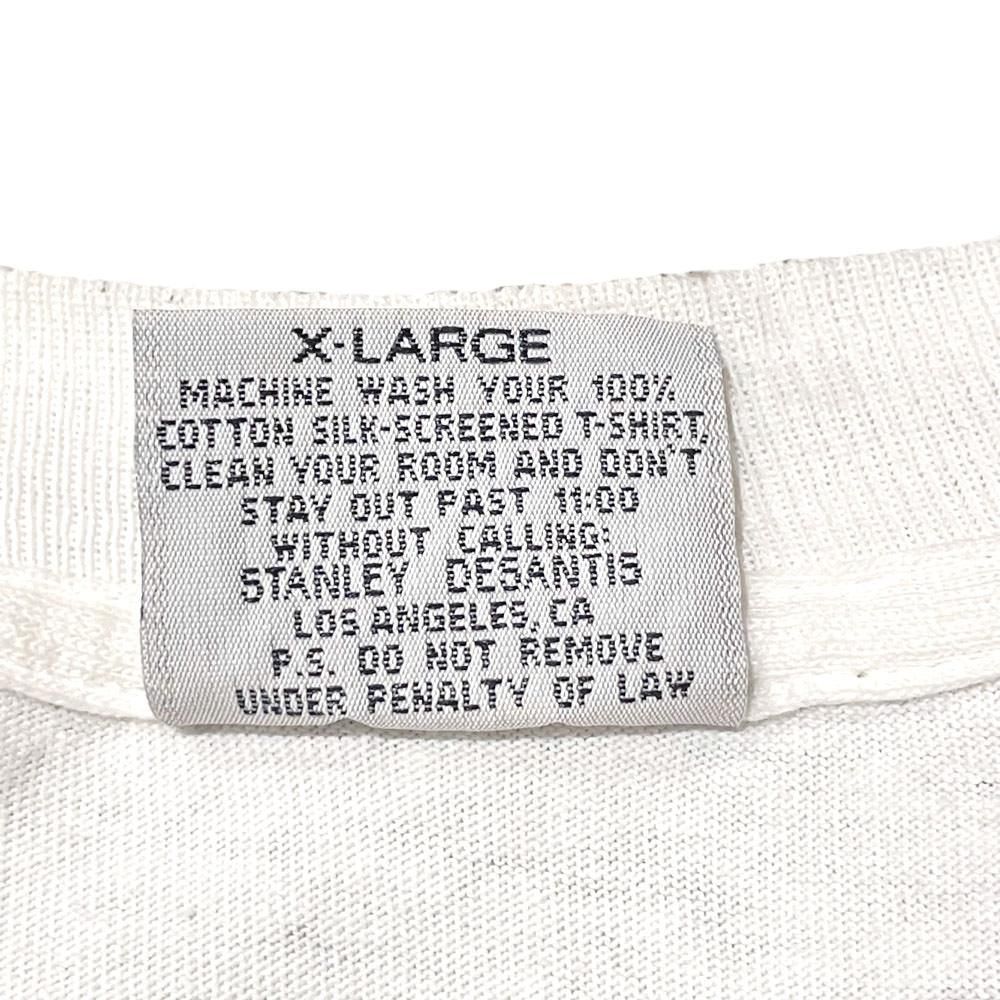 X-LARGE
MACHINE WASH YOUR 100%
COTTON SILK-SCREENED T-SHIRT,
CLEAN YOUR ROOM AND DON'T
STAY OUT PAST 11:00
WITHOUT CALLING:
STANLEY DESANTIS
LOS ANGELES, CA
P.S. DO NOT REMOVE
UNDER PENALTY OF LAW